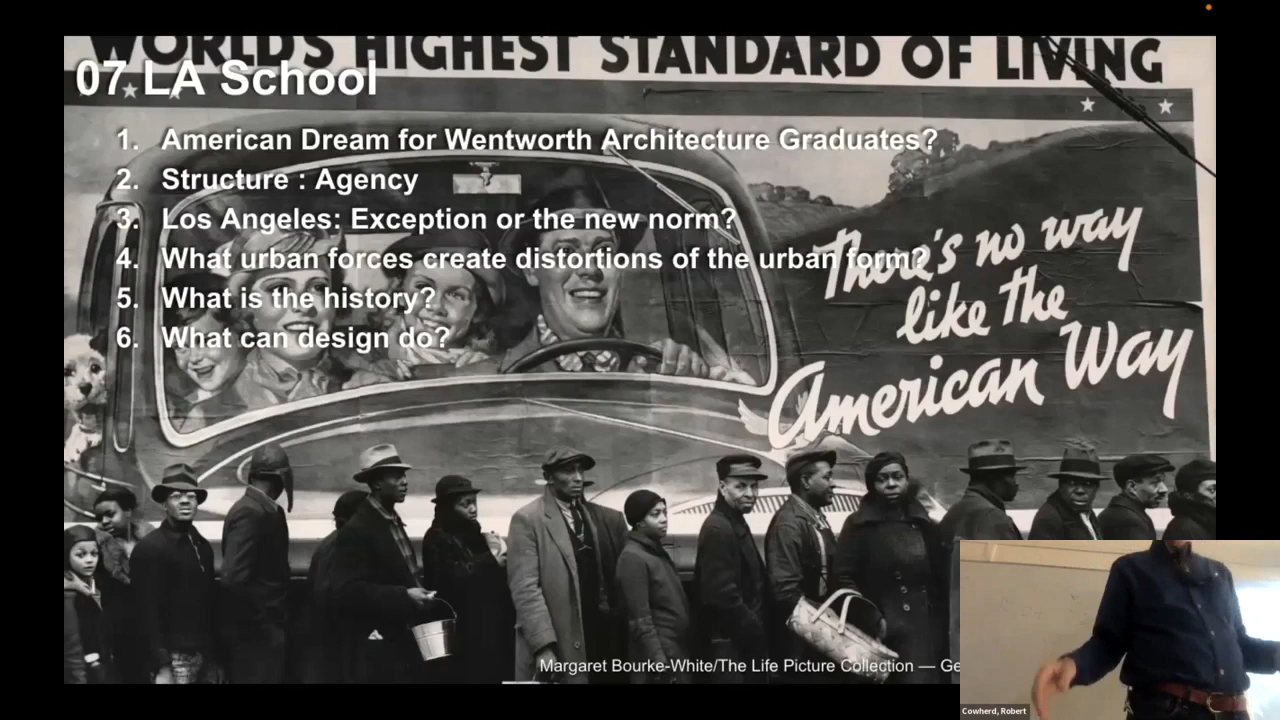 WORLD'S HIGHEST STANDARD OF LIVING
07 LA School
1. American Dream for Wentworth Architecture Graduates?
2. Structure : Agency
3. Los Angeles: Exception or the new norm?
4. What urban forces create distortions of the urban form?
5. What is the history?
6. What can design do?
There's no way
like the
American Way
Margaret Bourke-White/The Life Picture Collection —
Cowherd, Robert